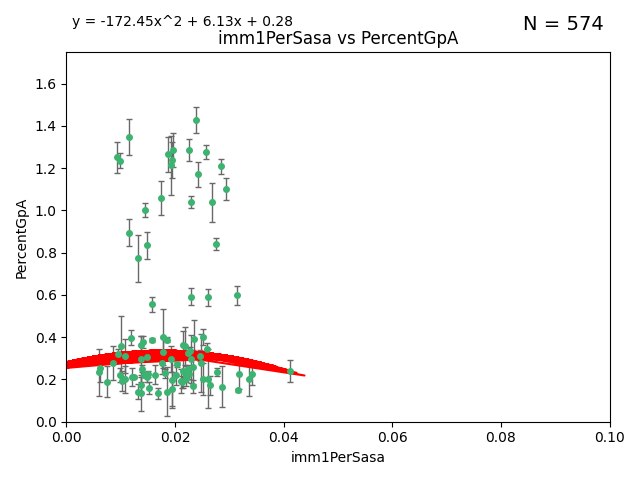 y = -172.45x^2 + 6.13x + 0.28
N = 574
imm1PerSasa vs PercentGpA
PercentGpA
1.6
1.4
1.2
1.0
0.8
0.6
0.4
0.2
0.0
0.00 0.02 0.04 0.06 0.08 0.10
imm1PerSasa